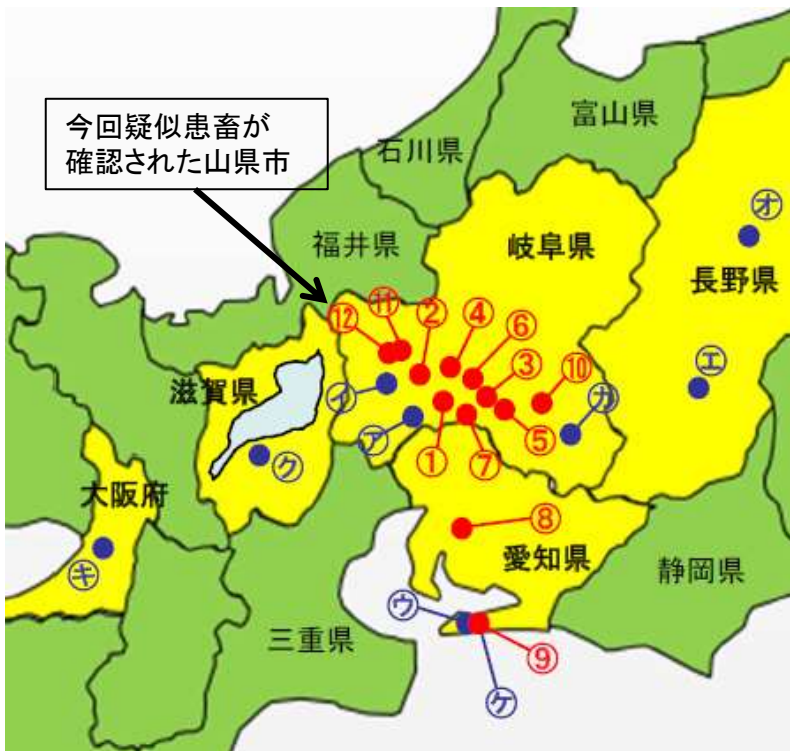 今回疑似患畜が
確認された山県市
富山県
石川県
福井県
岐阜県
㋔
長野県
⑫
⑪
②
④
⑥
③
⑩
㋕
㋓
滋賀県
㋑
㋐
①
⑦
⑤
㋗
大阪府
㋖
⑧
愛知県
静岡県
㋒
三重県
⑨
㋘